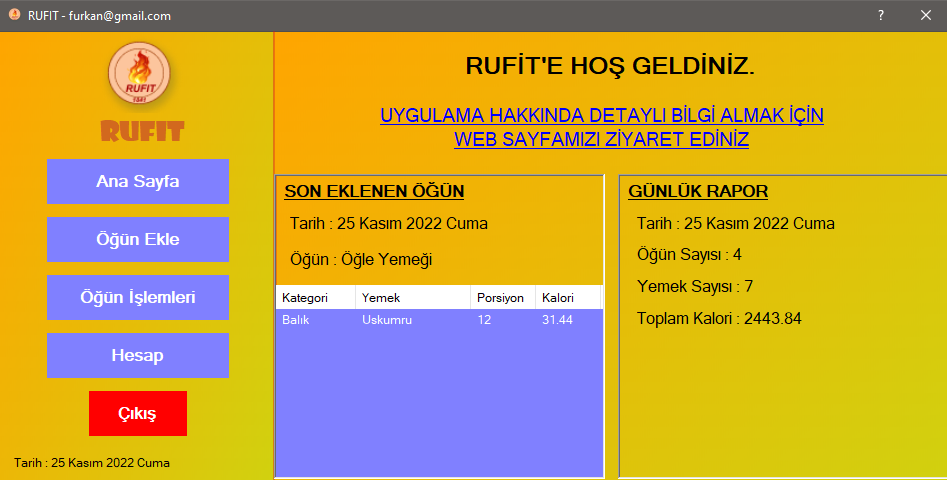 RUFIT - furkan@gmail.com
?
RUFIT
1841
RUFIT
Ana Sayfa
Öğün Ekle
Öğün İşlemleri
Hesap
Çıkış
Tarih : 25 Kasım 2022 Cuma
RUFİT'E HOŞ GELDİNİZ.
UYGULAMA HAKKINDA DETAYLI BİLGİ ALMAK İÇİN
WEB SAYFAMIZI ZİYARET EDİNİZ
SON EKLENEN ÖĞÜN
Tarih : 25 Kasım 2022 Cuma
Öğün : Öğle Yemeği
Kategori Yemek Porsiyon Kalori
Balık Uskumru 12 31.44
GÜNLÜK RAPOR
Tarih : 25 Kasım 2022 Cuma
Öğün Sayısı : 4
Yemek Sayısı : 7
Toplam Kalori : 2443.84